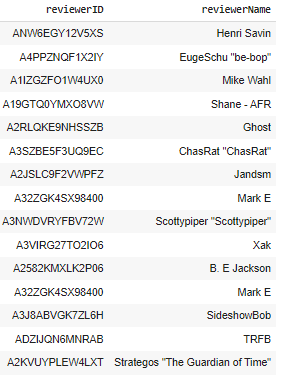 reviewerID reviewerName
ANW6EGY12V5XS Henri Savin
A4PPZNQF1X2IY EugeSchu "be-bop"
A1IZGZFO1W4UX0 Mike Wahl
A19GTQ0YMXO8VW Shane - AFR
A2RLQKE9NHSSZB Ghost
A3SZBE5F3UQ9EC ChasRat "ChasRat"
A2JSLC9F2VWPFZ Jandsm
A32ZGK4SX98400 Mark E
A3NWDVRYFBV72W Scottypiper "Scottypiper"
A3VIRG27TO2IO6 Xak
A2582KMXLK2P06 B. E Jackson
A32ZGK4SX98400 Mark E
A3J8ABVGK7ZL6H SideshowBob
ADZIJQN6MNRAB TRFB
A2KVUYPLEW4LXT Strategos "The Guardian of Time"